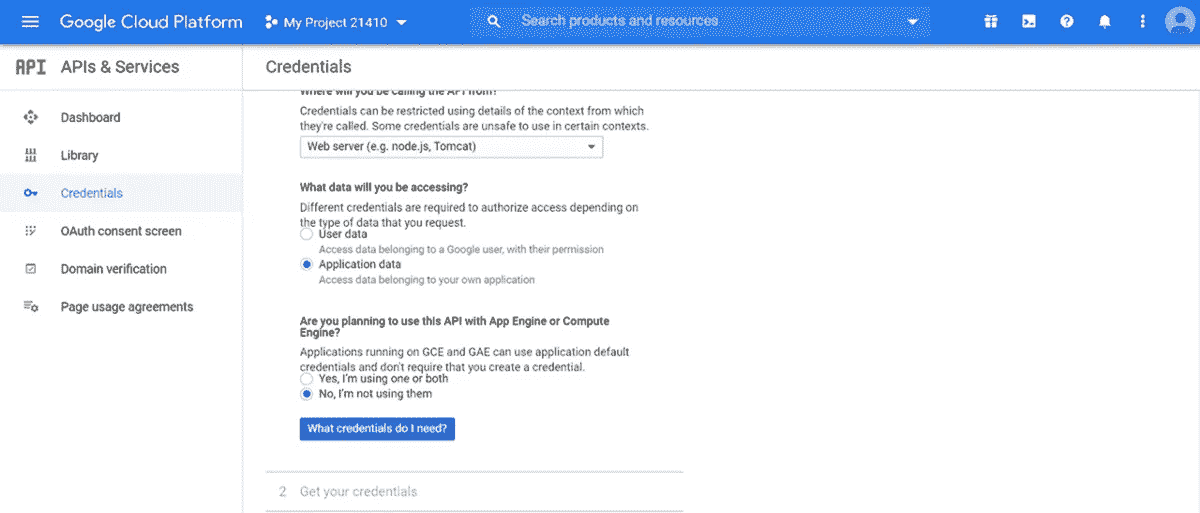 Google Cloud Platform My Project 21410 Search products and resources
API APIs & Services Credentials
Dashboard
Library
Credentials
OAuth consent screen
Domain verification
Page usage agreements
Where will you be calling the API from?
Credentials can be restricted using details of the context from which
they're called. Some credentials are unsafe to use in certain contexts.
Web server (e.g. node.js, Tomcat)
What data will you be accessing?
Different credentials are required to authorize access depending on
the type of data that you request.
User data
Access data belonging to a Google user, with their permission
Application data
Access data belonging to your own application
Are you planning to use this API with App Engine or Compute
Engine?
Applications running on GCE and GAE can use application default
credentials and don't require that you create a credential.
Yes, I'm using one or both
No, I'm not using them
What credentials do I need?
2 Get your credentials